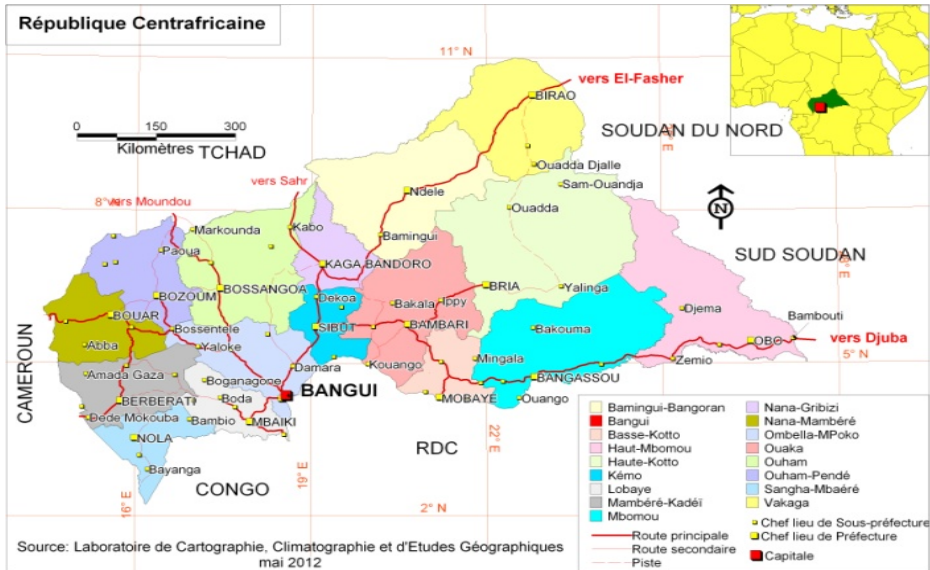 République Centrafricaine
11° N
vers El-Fasher
BIRAO
SOUDAN DU NORD
0 150 300
Kilomètres
TCHAD
Ouadda Djalle
vers Sahr
Sam-Ouandja
Ndele
8° N
vers Moundou
Ouadda
N
Markounda
Kabo
Bamingui
Paoua
SUD SOUDAN
KAGA BANDORO
BOZOUM
BOSSANGOA
Dekoa
Bakala
Ippy
BRIA
Yalinga
BOUAR
Djema
Bambouti
Bossentele
SIBUT
BAMBARI
Bakouma
vers Djuba
Abba
Yaloke
OBO
5° N
CAMEROUN
Damara
Kouango
Mingala
Zemio
Amada Gaza
Boganagone
BANGUI
BANGASSOU
BERBERATI
Boda
MOBAYE
Ouango
Dede Mokouba
Bambio
MBAIKI
NOLA
RDC
22° E
Bayanga
19° E
CONGO
16° E
2° N
Bamingui-Bangoran
Bangui
Basse-Kotto
Haut-Mbomou
Haute-Kotto
Kémo
Lobaye
Mambéré-Kadéï
Mbomou
Nana-Gribizi
Nana-Mambéré
Ombella-MPoko
Ouaka
Ouham
Ouham-Pendé
Sangha-Mbaéré
Vakaga
Route principale
Route secondaire
Piste
Chef lieu de Sous-préfecture
Chef lieu de Préfecture
Capitale
Source: Laboratoire de Cartographie, Climatographie et d'Etudes Géographiques
mai 2012